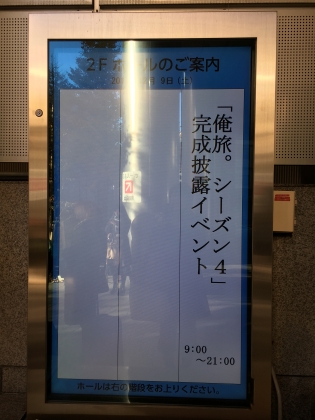 2Fホールのご案内
9日
「俺旅。シーズン4」
完成披露イベント
9:00
～21:00
ホールは右の階段をお上りください。